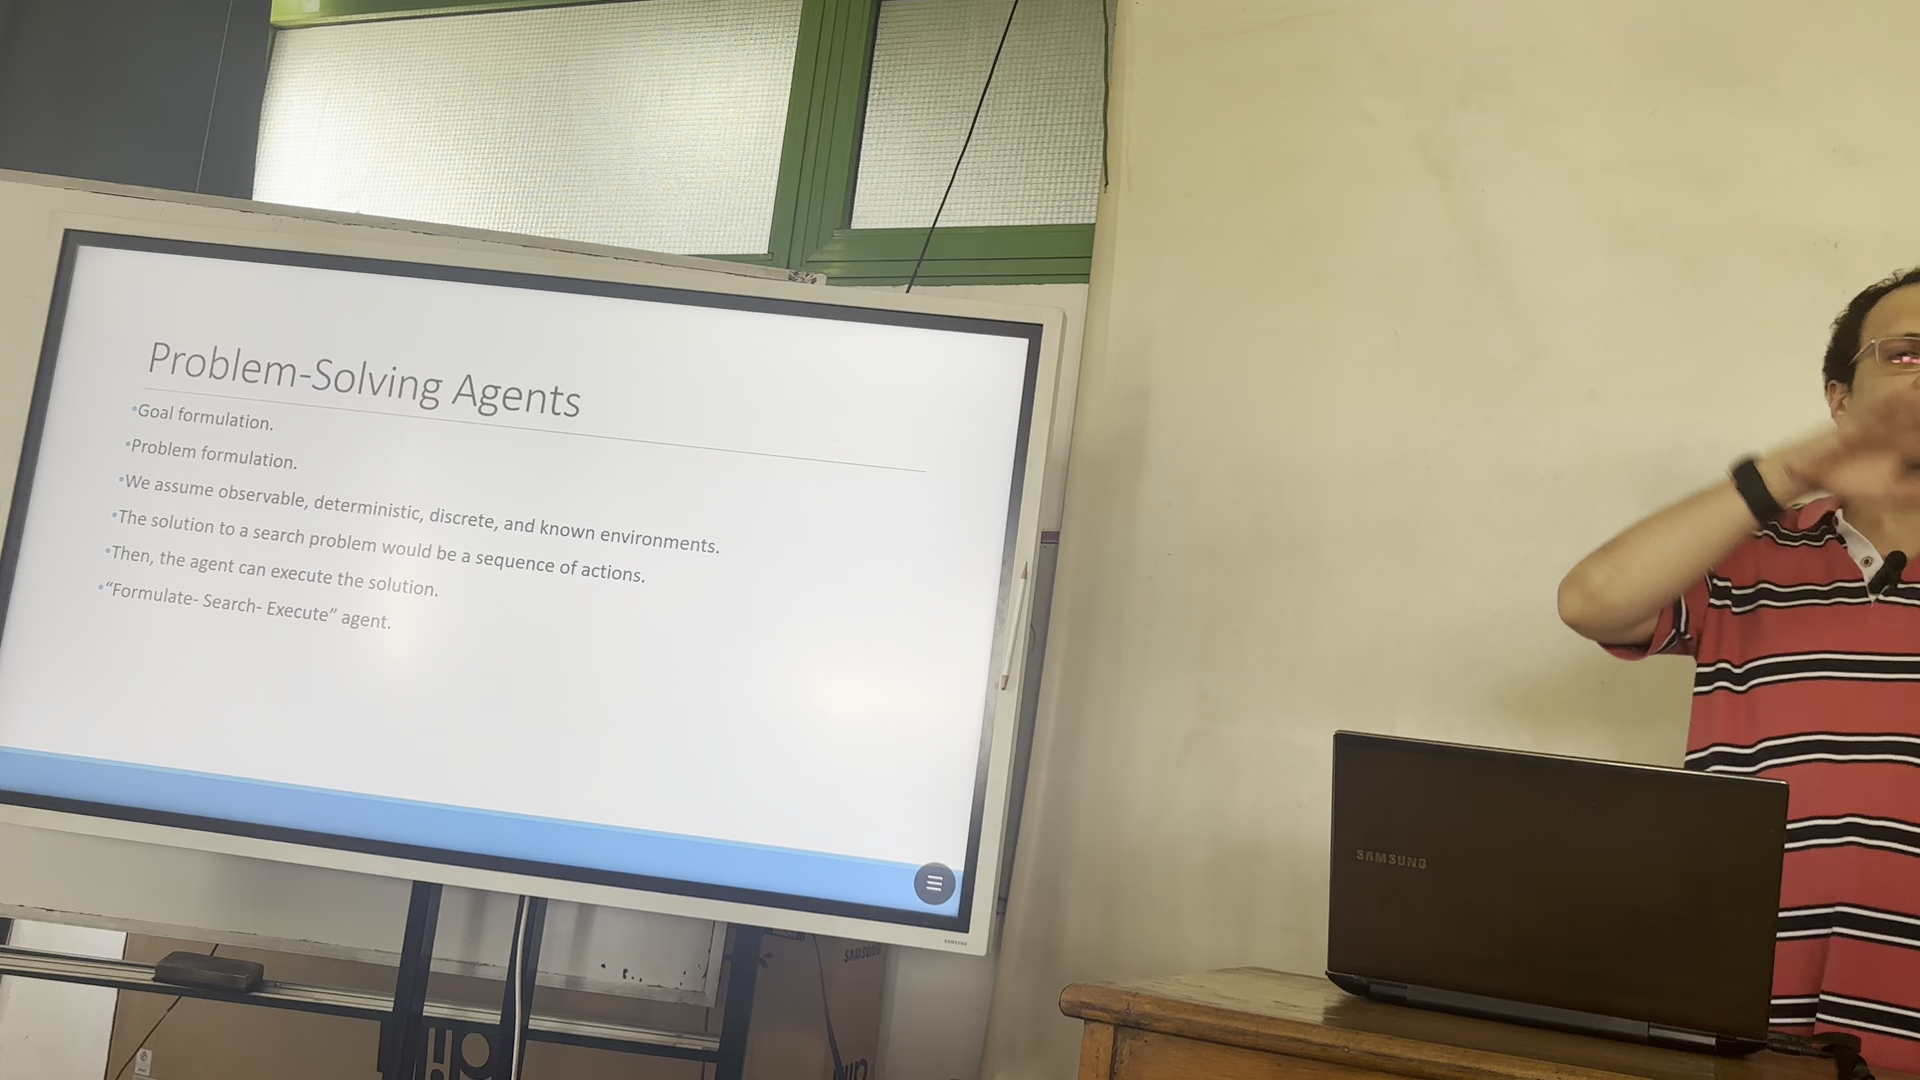 Problem-Solving Agents
•Goal formulation.
•Problem formulation.
•We assume observable, deterministic, discrete, and known environments.
•The solution to a search problem would be a sequence of actions.
•Then, the agent can execute the solution.
•“Formulate- Search- Execute” agent.
SAMSUNG
SAMSUNG
SAMSUNG